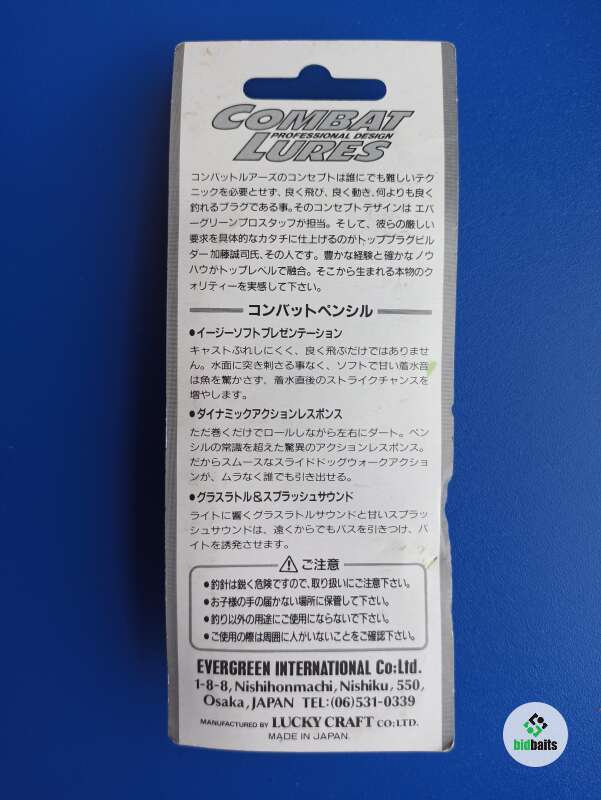 COMBAT
PROFESSIONAL DESIGN
LURES
コンバットルアーズのコンセプトは誰にでも難しいテク
ニックを必要とせず、良く飛び、良く動き、何よりも良く
釣れるプラグである事。そのコンセプトデザインは エバ
ーグリーンプロスタッフが担当。そして、彼らの厳しい
要求を具体的なカタチに仕上げるのがトッププラグビル
ダー加藤誠司氏、その人です。豊かな経験と確かなノウ
ハウがトップレベルで融合。そこから生まれる本物のク
ォリティーを実感して下さい。
コンバットペンシル
●イージーソフトプレゼンテーション
キャストぶれしにくく、良く飛ぶだけではありませ
ん。水面に突き刺さる事なく、ソフトで甘い着水音
は魚を驚かさず、着水直後のストライクチャンスを
増やします。
●ダイナミックアクションレスポンス
ただ巻くだけでロールしながら左右にダート。ペン
シルの常識を超えた驚異のアクションレスポンス。
だからスムースなスライドドッグウォークアクショ
ンが、ムラなく誰でも引き出せる。
●グラスラトル&スプラッシュサウンド
ライトに響くグラスラトルサウンドと甘いスプラッ
シュサウンドは、遠くからでもバスを引きつけ、バ
イトを誘発させます。
ご注意
●釣針は鋭く危険ですので、取り扱いにご注意下さい。
●お子様の手の届かない場所に保管して下さい。
●釣り以外の用途にご使用にならないで下さい。
●ご使用の際は周囲に人がいないことをご確認下さい。
EVERGREEN INTERNATIONAL Co:Ltd.
1-8-8, Nishihonmachi, Nishiku, 550,
Osaka, JAPAN TEL:(06)531-0339
MANUFACTURED BY LUCKY CRAFT CO;LTD.
MADE IN JAPAN.
bidbaits